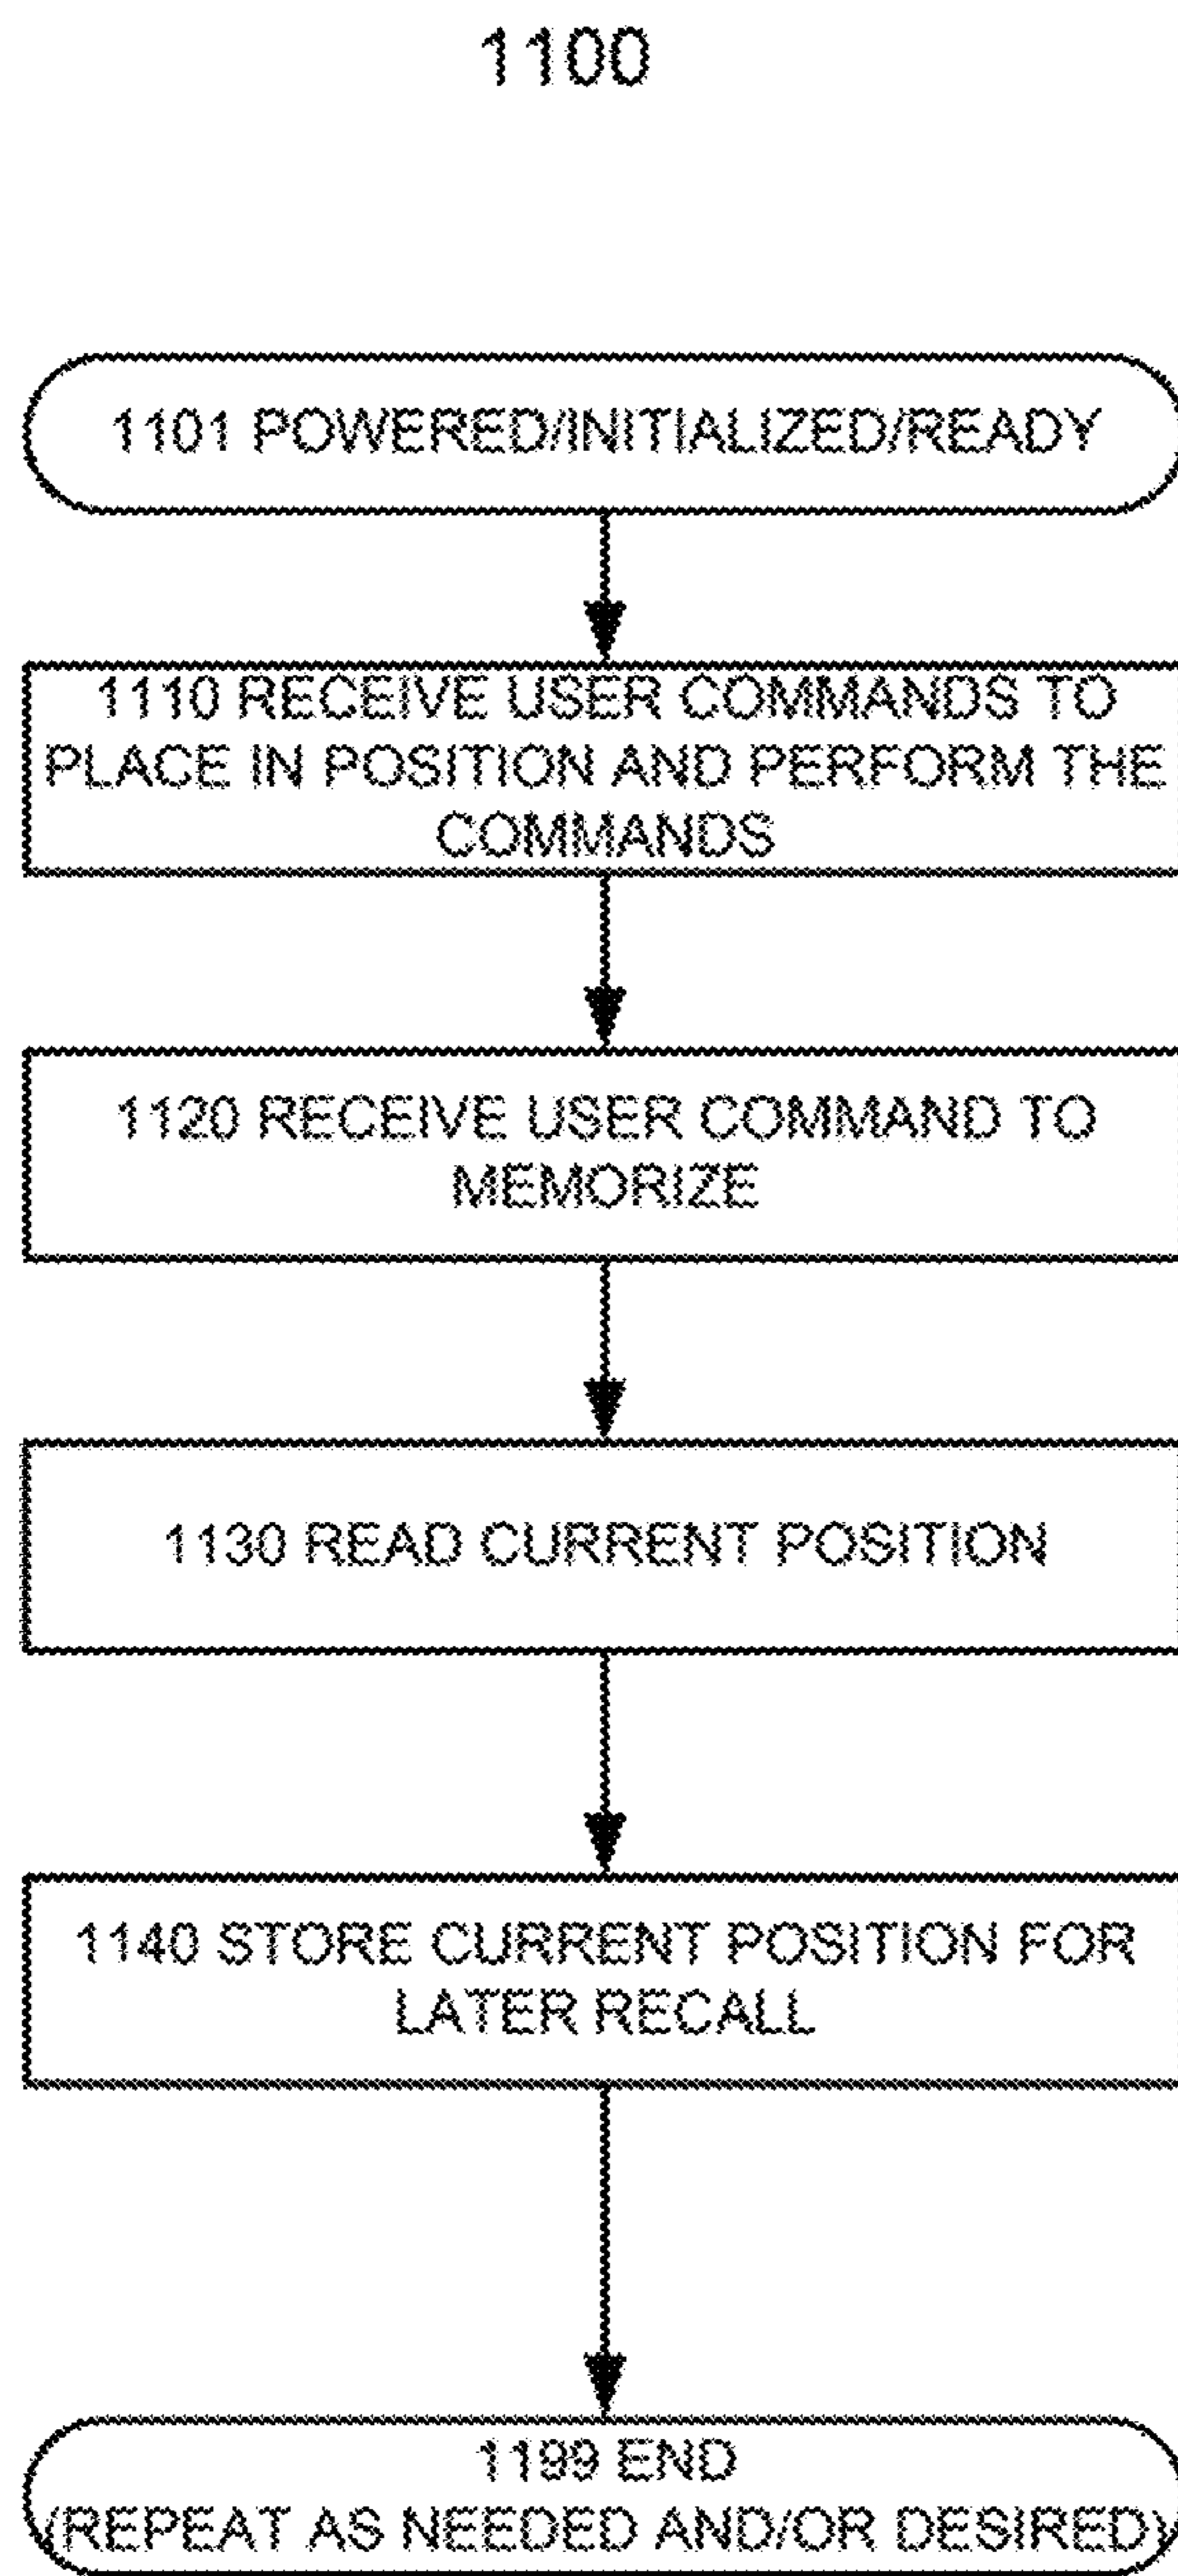 1100
1101 POWERED/INITIALIZED/READY
1110 RECEIVE USER COMMANDS TO
PLACE IN POSITION AND PERFORM THE
COMMANDS
1120 RECEIVE USER COMMAND TO
MEMORIZE
1130 READ CURRENT POSITION
1140 STORE CURRENT POSITION FOR
LATER RECALL
1199 END
(REPEAT AS NEEDED AND/OR DESIRED)